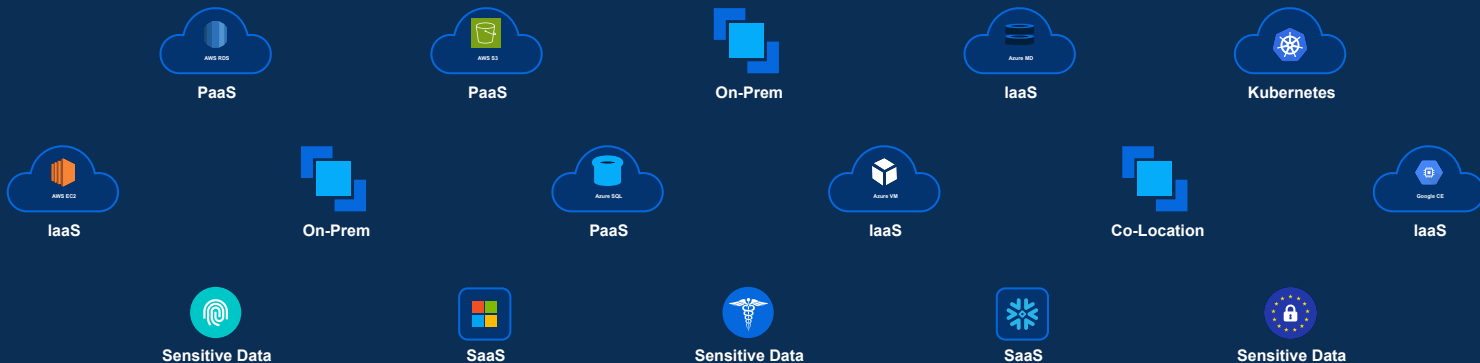 AWS RDS
AWS S3
Azure MD
PaaS
PaaS
On-Prem
IaaS
Kubernetes
AWS EC2
Azure SQL
Azure VM
Google CE
IaaS
On-Prem
PaaS
IaaS
Co-Location
IaaS
Sensitive Data
SaaS
Sensitive Data
SaaS
Sensitive Data